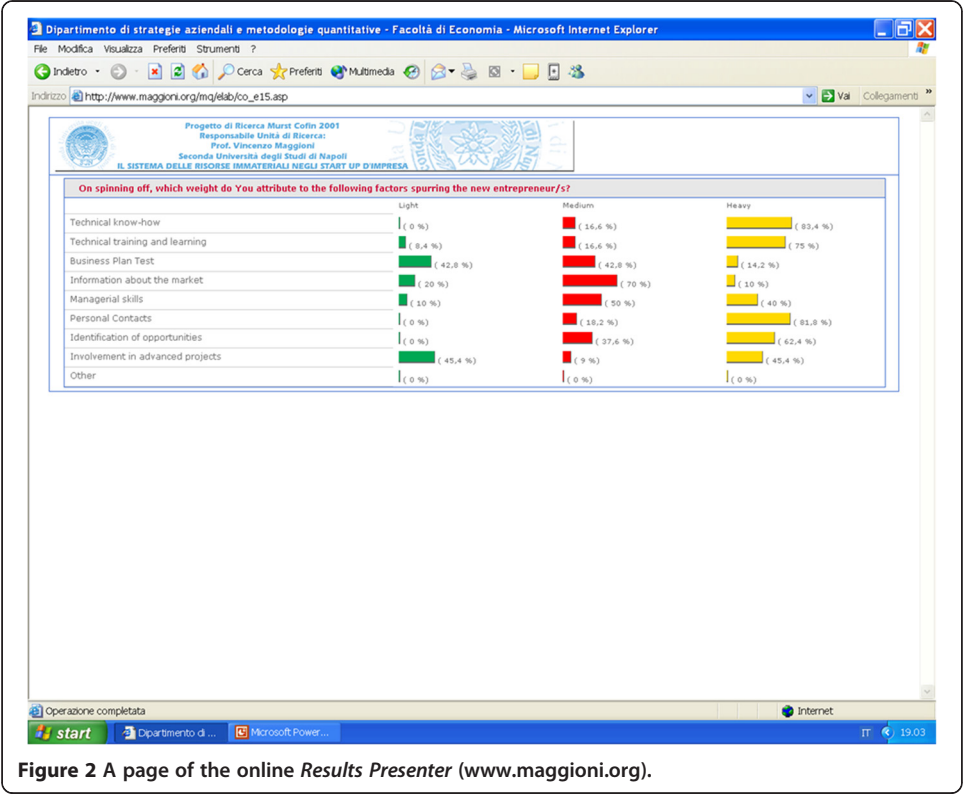 Dipartimento di strategie aziendali e metodologie quantitative - Facoltà di Economia - Microsoft Internet Explorer
File Modifica Visualizza Preferiti Strumenti ?
Indietro Cerca Preferiti Multimedia
Indirizzo http://www.maggioni.org/mq/elab/co_e15.asp Vai Collegamenti »
Progetto di Ricerca Murst Cofin 2001
Responsabile Unità di Ricerca:
Prof. Vincenzo Maggioni
Seconda Università degli Studi di Napoli
IL SISTEMA DELLE RISORSE IMMATERIALI NEGLI START UP D'IMPRESA
On spinning off, which weight do You attribute to the following factors spurring the new entrepreneur/s?
Light Medium Heavy
Technical know-how ( 0 %) ( 16,6 %) ( 83,4 %)
Technical training and learning ( 8,4 %) ( 16,6 %) ( 75 %)
Business Plan Test ( 42,8 %) ( 42,8 %) ( 14,2 %)
Information about the market ( 20 %) ( 70 %) ( 10 %)
Managerial skills ( 10 %) ( 50 %) ( 40 %)
Personal Contacts ( 0 %) ( 18,2 %) ( 81,8 %)
Identification of opportunities ( 0 %) ( 37,6 %) ( 62,4 %)
Involvement in advanced projects ( 45,4 %) ( 9 %) ( 45,4 %)
Other ( 0 %) ( 0 %) ( 0 %)
Operazione completata Internet
start Dipartimento di ... Microsoft Power... IT 19.03
Figure 2 A page of the online Results Presenter (www.maggioni.org).